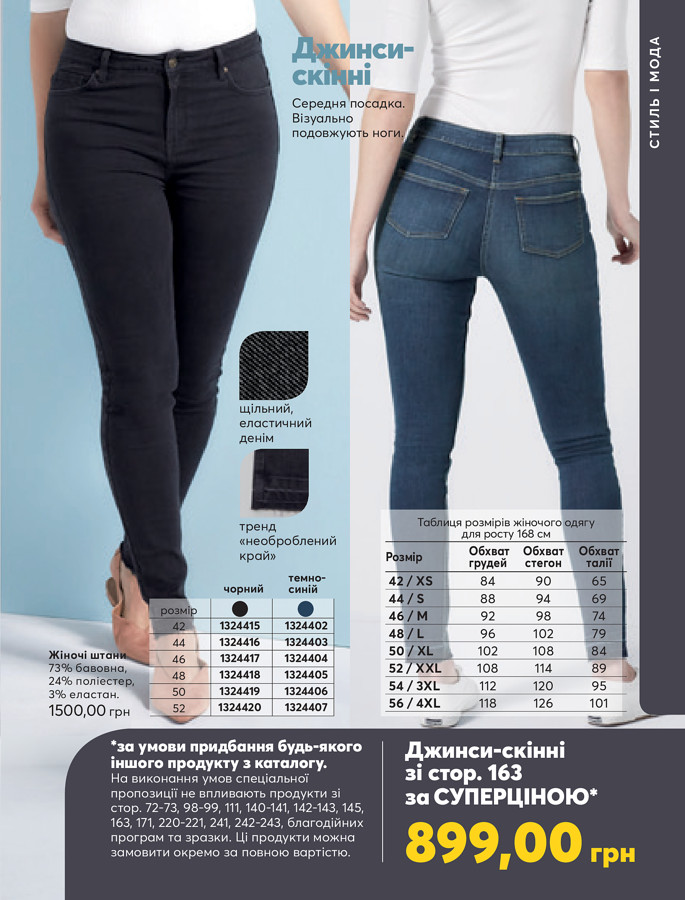 СТИЛЬ І МОДА
Джинси-
скінні
Середня посадка.
Візуально
подовжують ноги.
щільний,
еластичний
денім
тренд
«необроблений
край»
Жіночі штани
73% бавовна,
24% поліестер,
3% еластан.
1500,00 грн
чорний темно-
синій
розмір
42 1324415 1324402
44 1324416 1324403
46 1324417 1324404
48 1324418 1324405
50 1324419 1324406
52 1324420 1324407
Таблиця розмірів жіночого одягу
для росту 168 см
Розмір Обхват грудей Обхват стегон Обхват талії
42 / XS 84 90 65
44 / S 88 94 69
46 / M 92 98 74
48 / L 96 102 79
50 / XL 102 108 84
52 / XXL 108 114 89
54 / 3XL 112 120 95
56 / 4XL 118 126 101
*за умови придбання будь-якого
іншого продукту з каталогу.
На виконання умов спеціальної
пропозиції не впливають продукти зі
стор. 72-73, 98-99, 111, 140-141, 142-143, 145,
163, 171, 220-221, 241, 242-243, благодійних
програм та зразки. Ці продукти можна
замовити окремо за повною вартістю.
Джинси-скінні
зі стор. 163
за СУПЕРЦІНОЮ*
899,00 грн